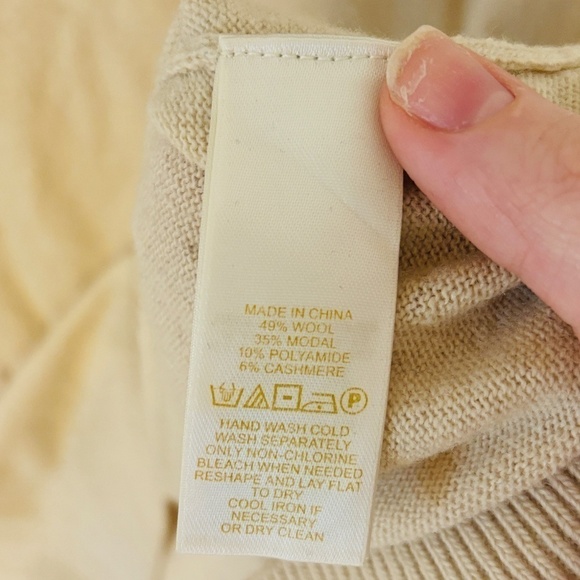 MADE IN CHINA
49% WOOL
35% MODAL
10% POLYAMIDE
6% CASHMERE
P
HAND WASH COLD
WASH SEPARATELY
ONLY NON-CHLORINE
BLEACH WHEN NEEDED
RESHAPE AND LAY FLAT
TO DRY
COOL IRON IF
NECESSARY
OR DRY CLEAN